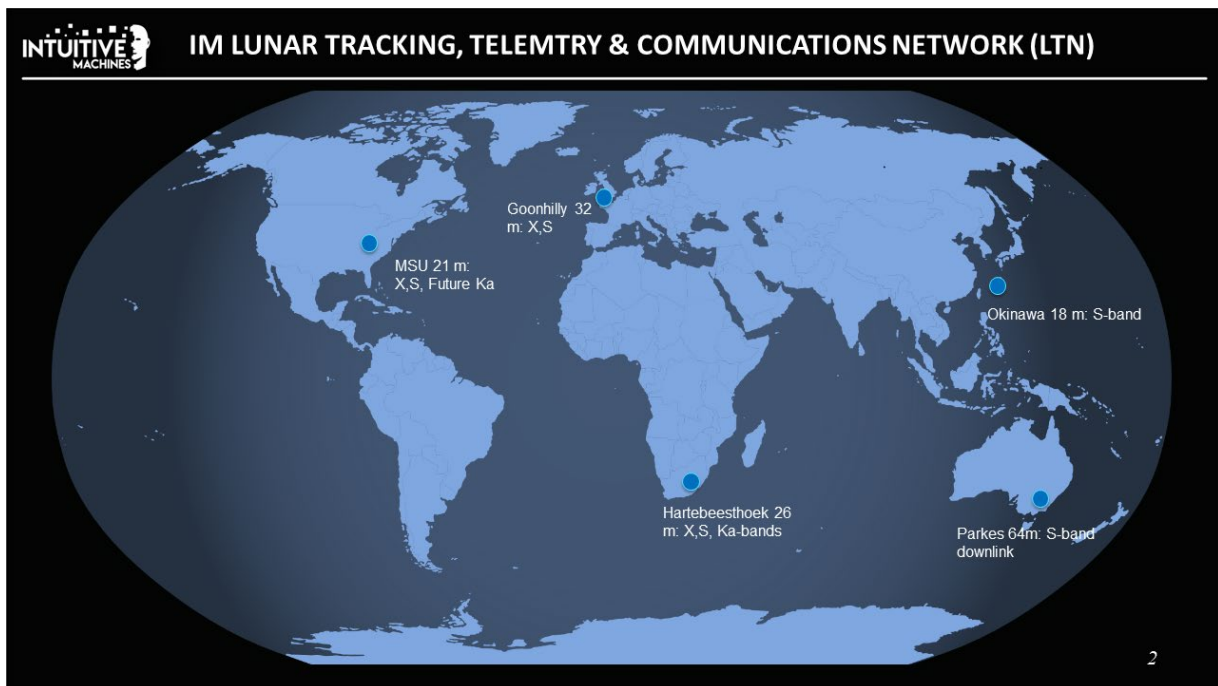 INTUITIVE
MACHINES
IM LUNAR TRACKING, TELEMTRY & COMMUNICATIONS NETWORK (LTN)
Goonhilly 32
m: X,S
MSU 21 m:
X,S, Future Ka
Okinawa 18 m: S-band
Hartebeesthoek 26
m: X,S, Ka-bands
Parkes 64m: S-band
downlink
2